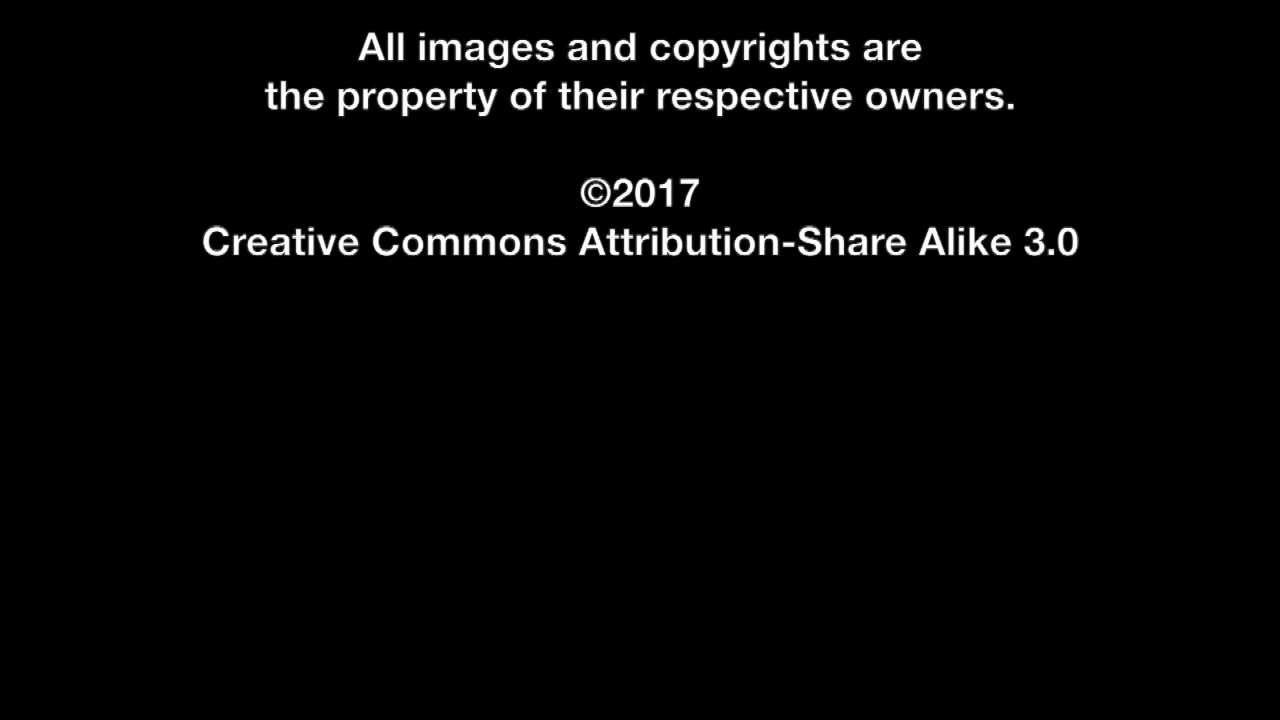 All images and copyrights are
the property of their respective owners.
©2017
Creative Commons Attribution-Share Alike 3.0